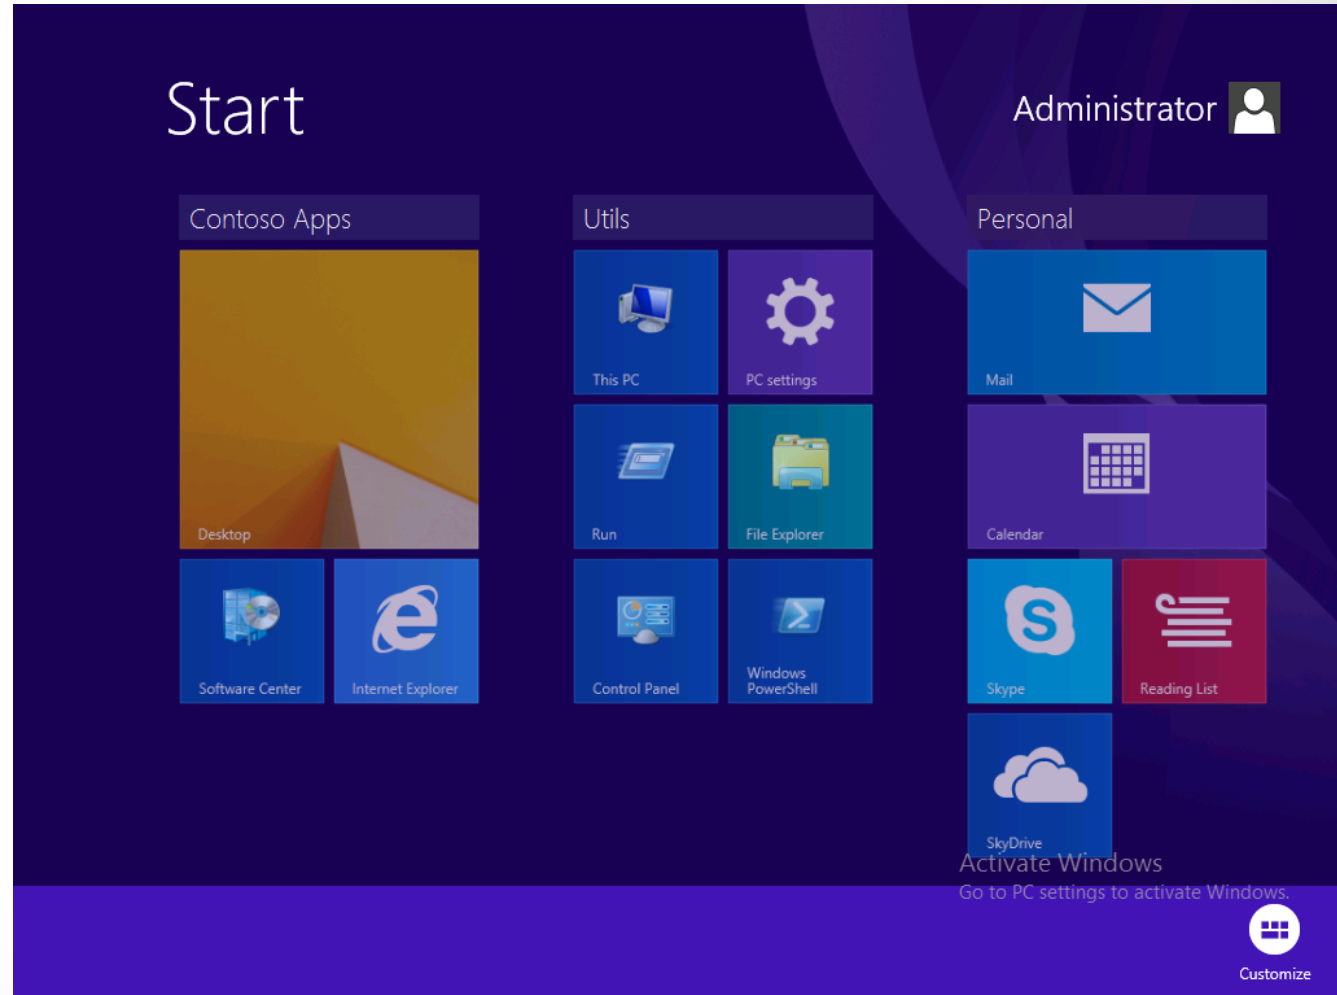 Start
Administrator
Contoso Apps
Desktop
Software Center
Internet Explorer
Utils
This PC
PC settings
Run
File Explorer
Control Panel
Windows
PowerShell
Personal
Mail
Calendar
Skype
Reading List
SkyDrive
Activate Windows
Go to PC settings to activate Windows.
Customize